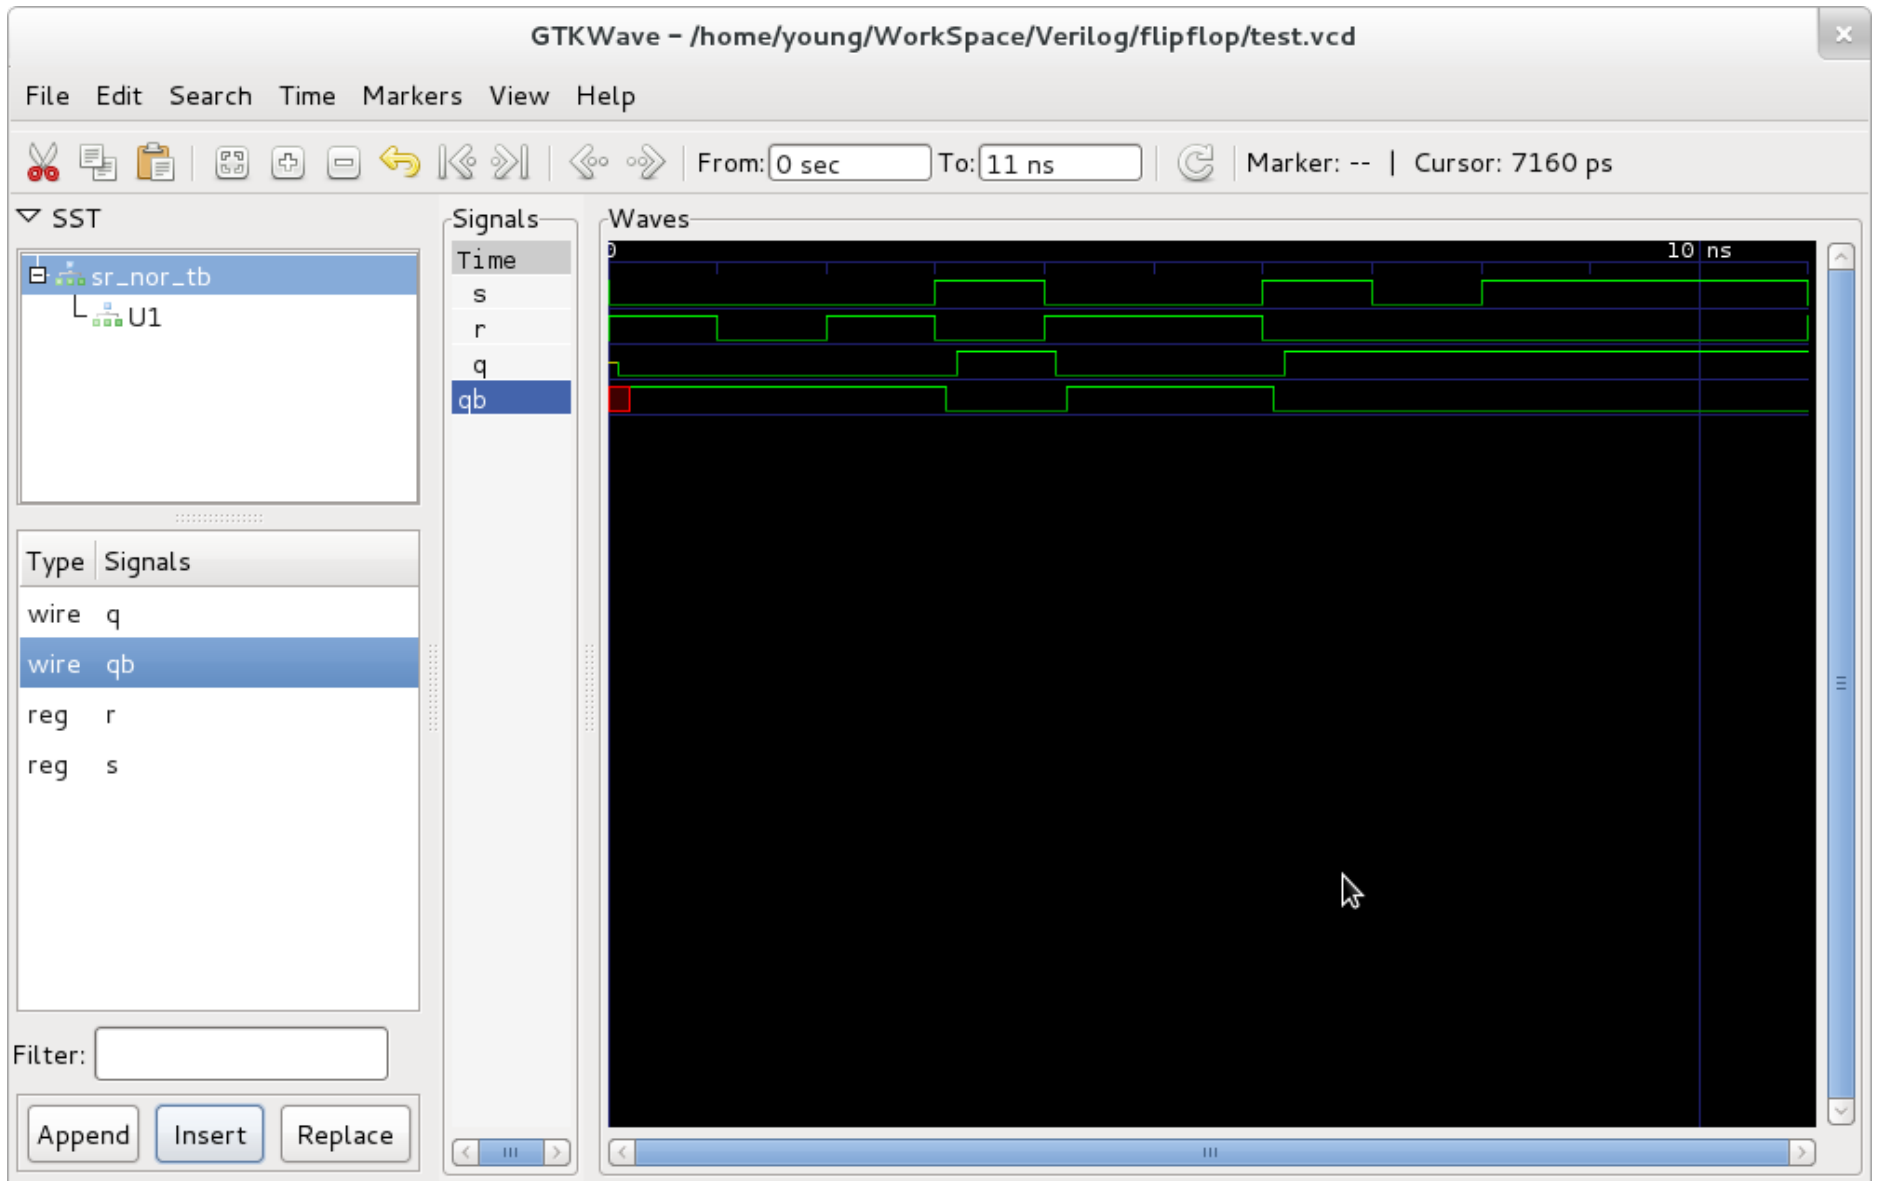 GTKWave – /home/young/WorkSpace/Verilog/flipflop/test.vcd
File Edit Search Time Markers View Help
From: 0 sec To: 11 ns Marker: -- | Cursor: 7160 ps
SST
sr_nor_tb
U1
Type Signals
wire q
wire qb
reg r
reg s
Filter:
Append Insert Replace
Signals
Time
s
r
q
qb
Waves
0 10 ns